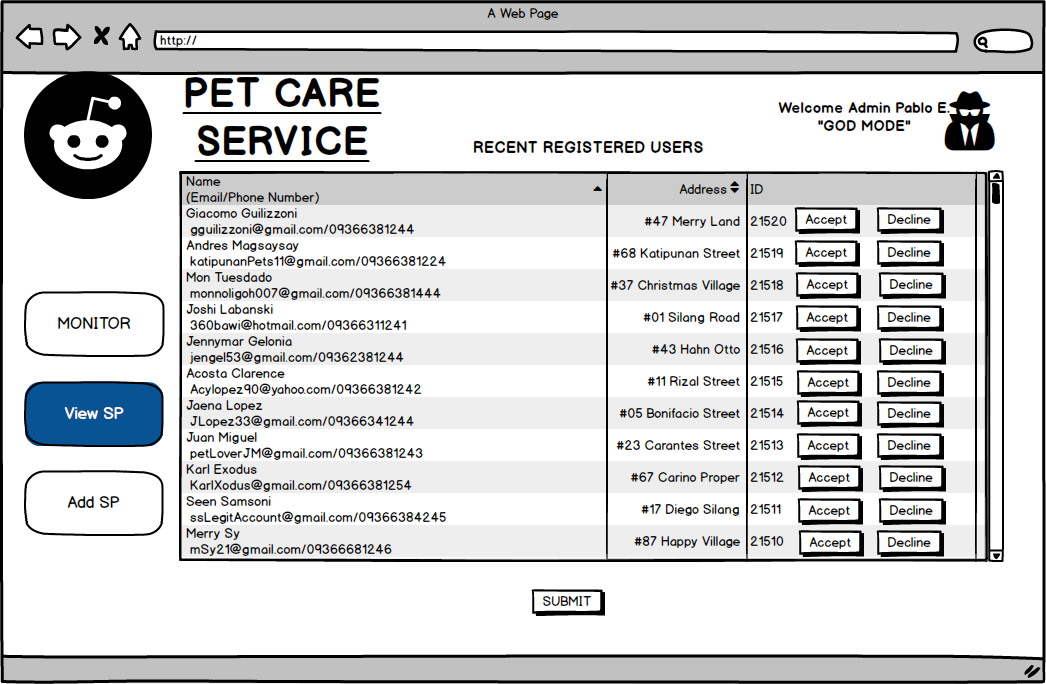 A Web Page
http://
PET CARE
SERVICE
Welcome Admin Pablo E.
"GOD MODE"
RECENT REGISTERED USERS
Name
(Email/Phone Number)
Address
ID
Giacomo Guilizzoni
gguilizzoni@gmail.com/09366381244
#47 Merry Land
21520
Accept
Decline
Andres Magsaysay
katipunanPets11@gmail.com/09366381224
#68 Katipunan Street
21519
Accept
Decline
Mon Tuesdado
monnoligoh007@gmail.com/09366381444
#37 Christmas Village
21518
Accept
Decline
Joshi Labanski
360bawi@hotmail.com/09366311241
#01 Silang Road
21517
Accept
Decline
Jennymar Gelonia
jengel53@gmail.com/09362381244
#43 Hahn Otto
21516
Accept
Decline
Acosta Clarence
Acylopez90@yahoo.com/09366381242
#11 Rizal Street
21515
Accept
Decline
Jaena Lopez
JLopez33@gmail.com/09366341244
#05 Bonifacio Street
21514
Accept
Decline
Juan Miguel
petLoverJM@gmail.com/09366381243
#23 Carantes Street
21513
Accept
Decline
Karl Exodus
KarlXodus@gmail.com/09366381254
#67 Carino Proper
21512
Accept
Decline
Seen Samsoni
ssLegitAccount@gmail.com/09366384245
#17 Diego Silang
21511
Accept
Decline
Merry Sy
mSy21@gmail.com/09366681246
#87 Happy Village
21510
Accept
Decline
MONITOR
View SP
Add SP
SUBMIT